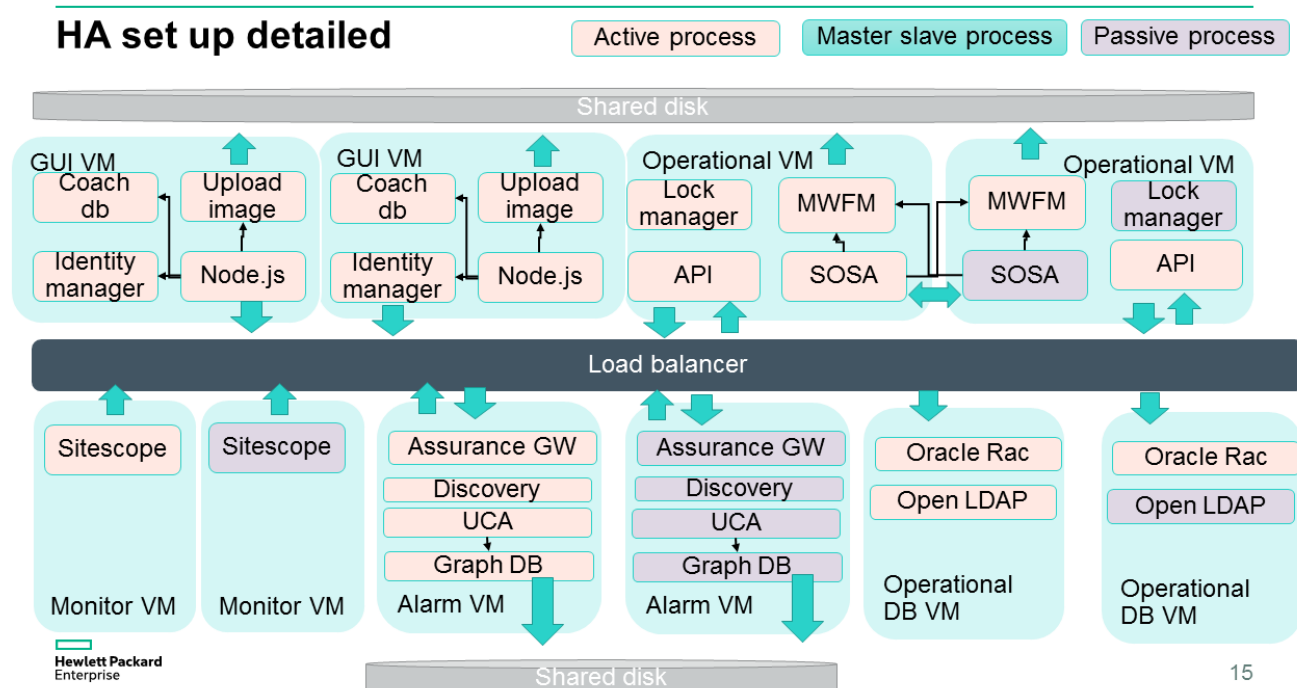 HA set up detailed
Active process
Master slave process
Passive process
Shared disk
GUI VM
Coach
db
Upload
image
Identity
manager
Node.js
GUI VM
Coach
db
Upload
image
Identity
manager
Node.js
Operational VM
Lock
manager
MWFM
API
SOSA
Operational VM
MWFM
Lock
manager
SOSA
API
Load balancer
Sitescope
Monitor VM
Sitescope
Monitor VM
Assurance GW
Discovery
UCA
Graph DB
Alarm VM
Assurance GW
Discovery
UCA
Graph DB
Alarm VM
Oracle Rac
Open LDAP
Operational
DB VM
Oracle Rac
Open LDAP
Operational
DB VM
Hewlett Packard
Enterprise
Shared disk
15